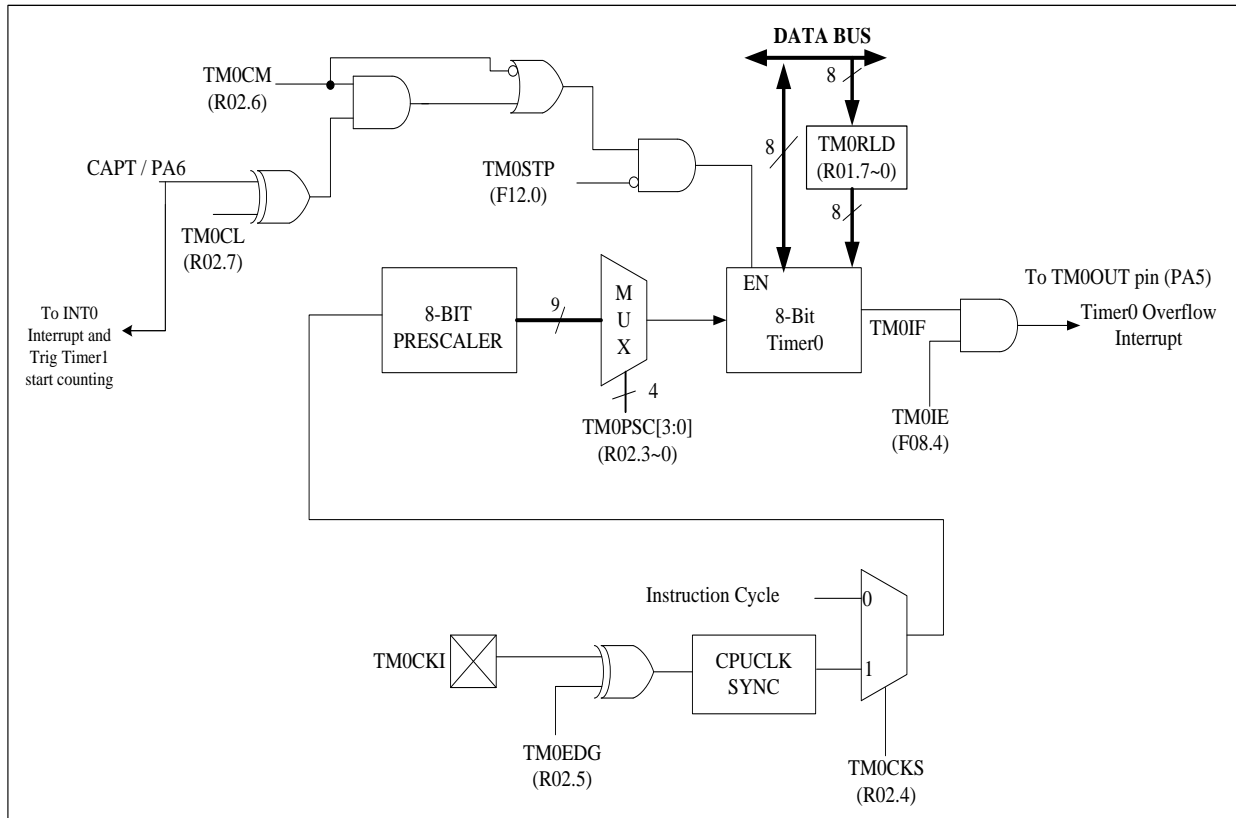 DATA BUS
8
TM0CM
(R02.6)
8
TM0RLD
(R01.7~0)
CAPT / PA6
TM0STP
(F12.0)
8
TM0CL
(R02.7)
To INT0
Interrupt and
Trig Timer1
start counting
8-BIT
PRESCALER
9
M
U
X
4
TM0PSC[3:0]
(R02.3~0)
EN
8-Bit
Timer0
TM0IF
To TM0OUT pin (PA5)
Timer0 Overflow
Interrupt
TM0IE
(F08.4)
Instruction Cycle
0
TM0CKI
CPUCLK
SYNC
1
TM0EDG
(R02.5)
TM0CKS
(R02.4)